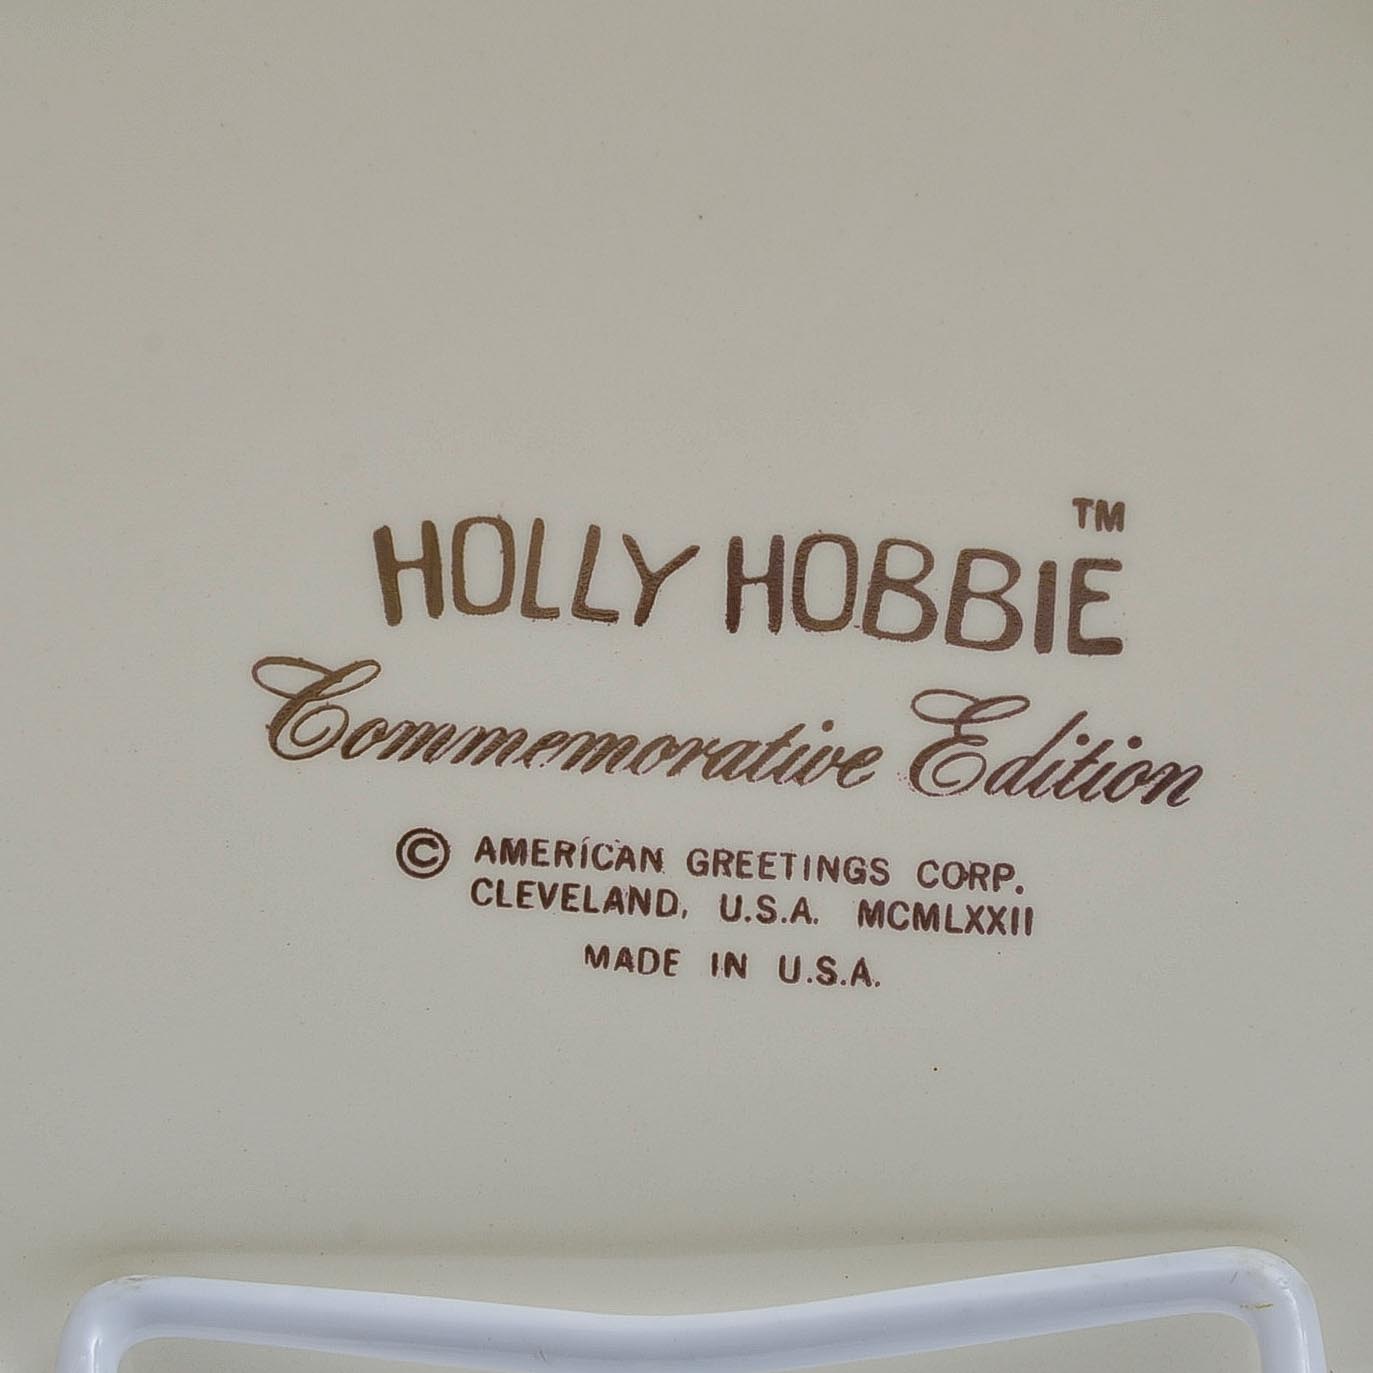 HOLLY HOBBIE™
Commemorative Edition
© AMERICAN GREETINGS CORP.
CLEVELAND, U.S.A. MCMLXXII
MADE IN U.S.A.